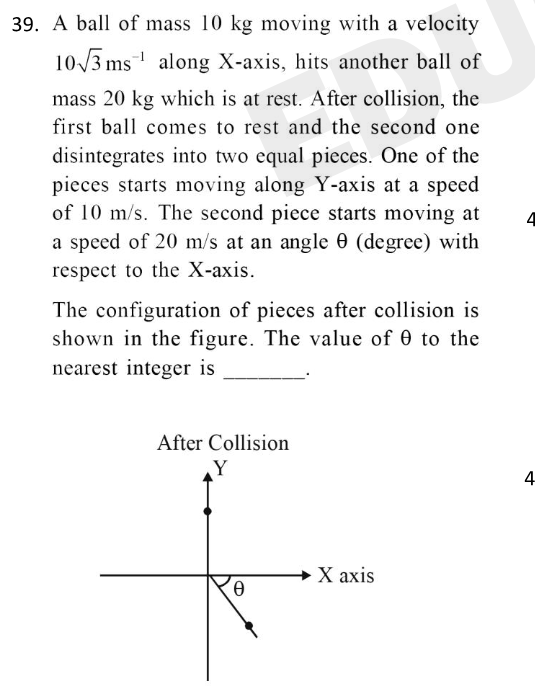 39. A ball of mass 10 kg moving with a velocity
10√3 ms⁻¹ along X-axis, hits another ball of
mass 20 kg which is at rest. After collision, the
first ball comes to rest and the second one
disintegrates into two equal pieces. One of the
pieces starts moving along Y-axis at a speed
of 10 m/s. The second piece starts moving at
a speed of 20 m/s at an angle θ (degree) with
respect to the X-axis.
The configuration of pieces after collision is
shown in the figure. The value of θ to the
nearest integer is _______.
After Collision
Y
X axis
θ
4
4
EDU